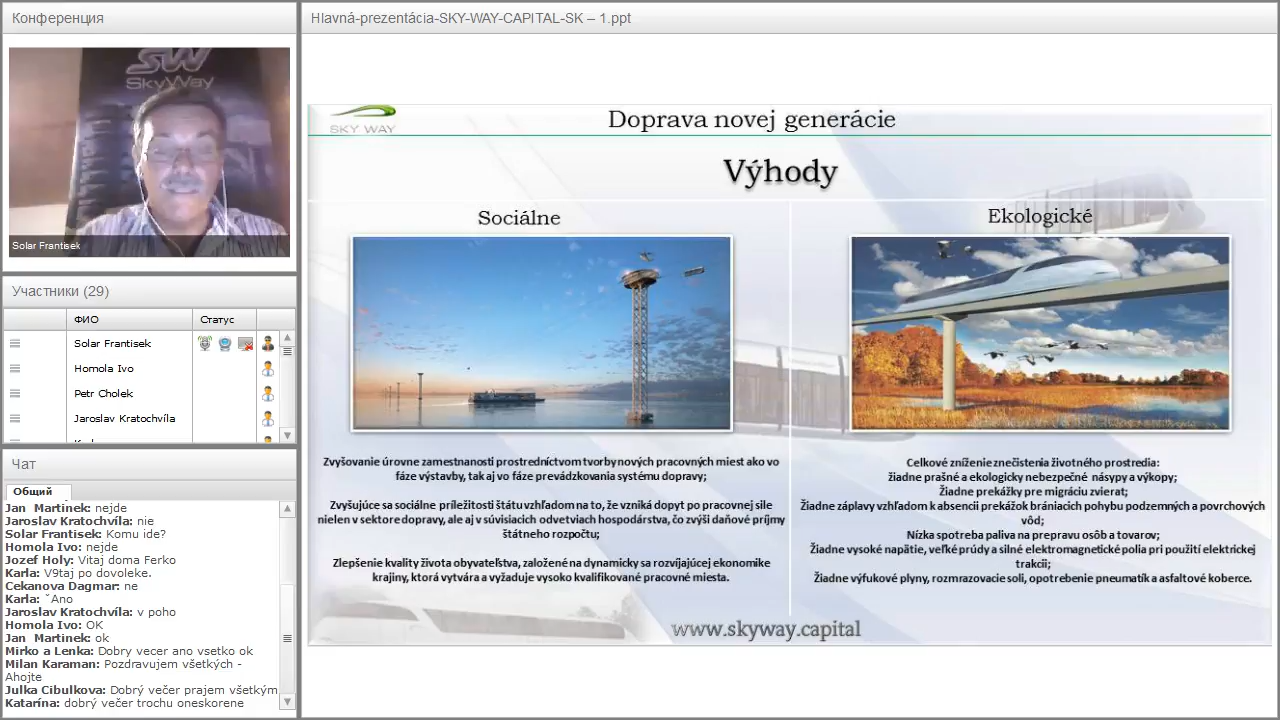 Конференция
SW
SkyWay
Solar Frantisek
Участники (29)
ФИО
Статус
Solar Frantisek
Homola Ivo
Petr Cholek
Jaroslav Kratochvíla
Чат
Общий
Jan Martinek: nejde
Jaroslav Kratochvíla: nie
Solar Frantisek: Komu ide?
Homola Ivo: nejde
Jozef Holy: Vitaj doma Ferko
Karla: V9taj po dovoleke.
Cekanova Dagmar: ne
Karla: ˇAno
Jaroslav Kratochvíla: v poho
Homola Ivo: OK
Jan Martinek: ok
Mirko a Lenka: Dobry vecer ano vsetko ok
Milan Karaman: Pozdravujem všetkých -
Ahojte
Julka Cibulkova: Dobrý večer prajem všetkým
Katarína: dobrý večer trochu oneskorene
Hlavná-prezentácia-SKY-WAY-CAPITAL-SK – 1.ppt
SKY WAY
Doprava novej generácie
Výhody
Sociálne
Zvyšovanie úrovne zamestnanosti prostredníctvom tvorby nových pracovných miest ako vo
fáze výstavby, tak aj vo fáze prevádzkovania systému dopravy;
Zvyšujúce sa sociálne príležitosti štátu vzhľadom na to, že vzniká dopyt po pracovnej sile
nielen v sektore dopravy, ale aj v súvisiacich odvetviach hospodárstva, čo zvýši daňové príjmy
štátneho rozpočtu;
Zlepšenie kvality života obyvateľstva, založené na dynamicky sa rozvíjajúcej ekonomike
krajiny, ktorá vytvára a vyžaduje vysoko kvalifikované pracovné miesta.
Ekologické
Celkové zníženie znečistenia životného prostredia:
žiadne prašné a ekologicky nebezpečné násypy a výkopy;
Žiadne prekážky pre migráciu zvierat;
Žiadne záplavy vzhľadom k absencii prekážok brániacich pohybu podzemných a povrchových
vôd;
Nízka spotreba paliva na prepravu osôb a tovarov;
Žiadne vysoké napätie, veľké prúdy a silné elektromagnetické polia pri použití elektrickej
trakcii;
Žiadne výfukové plyny, rozmrazovacie soli, opotrebenie pneumatík a asfaltové koberce.
www.skyway.capital